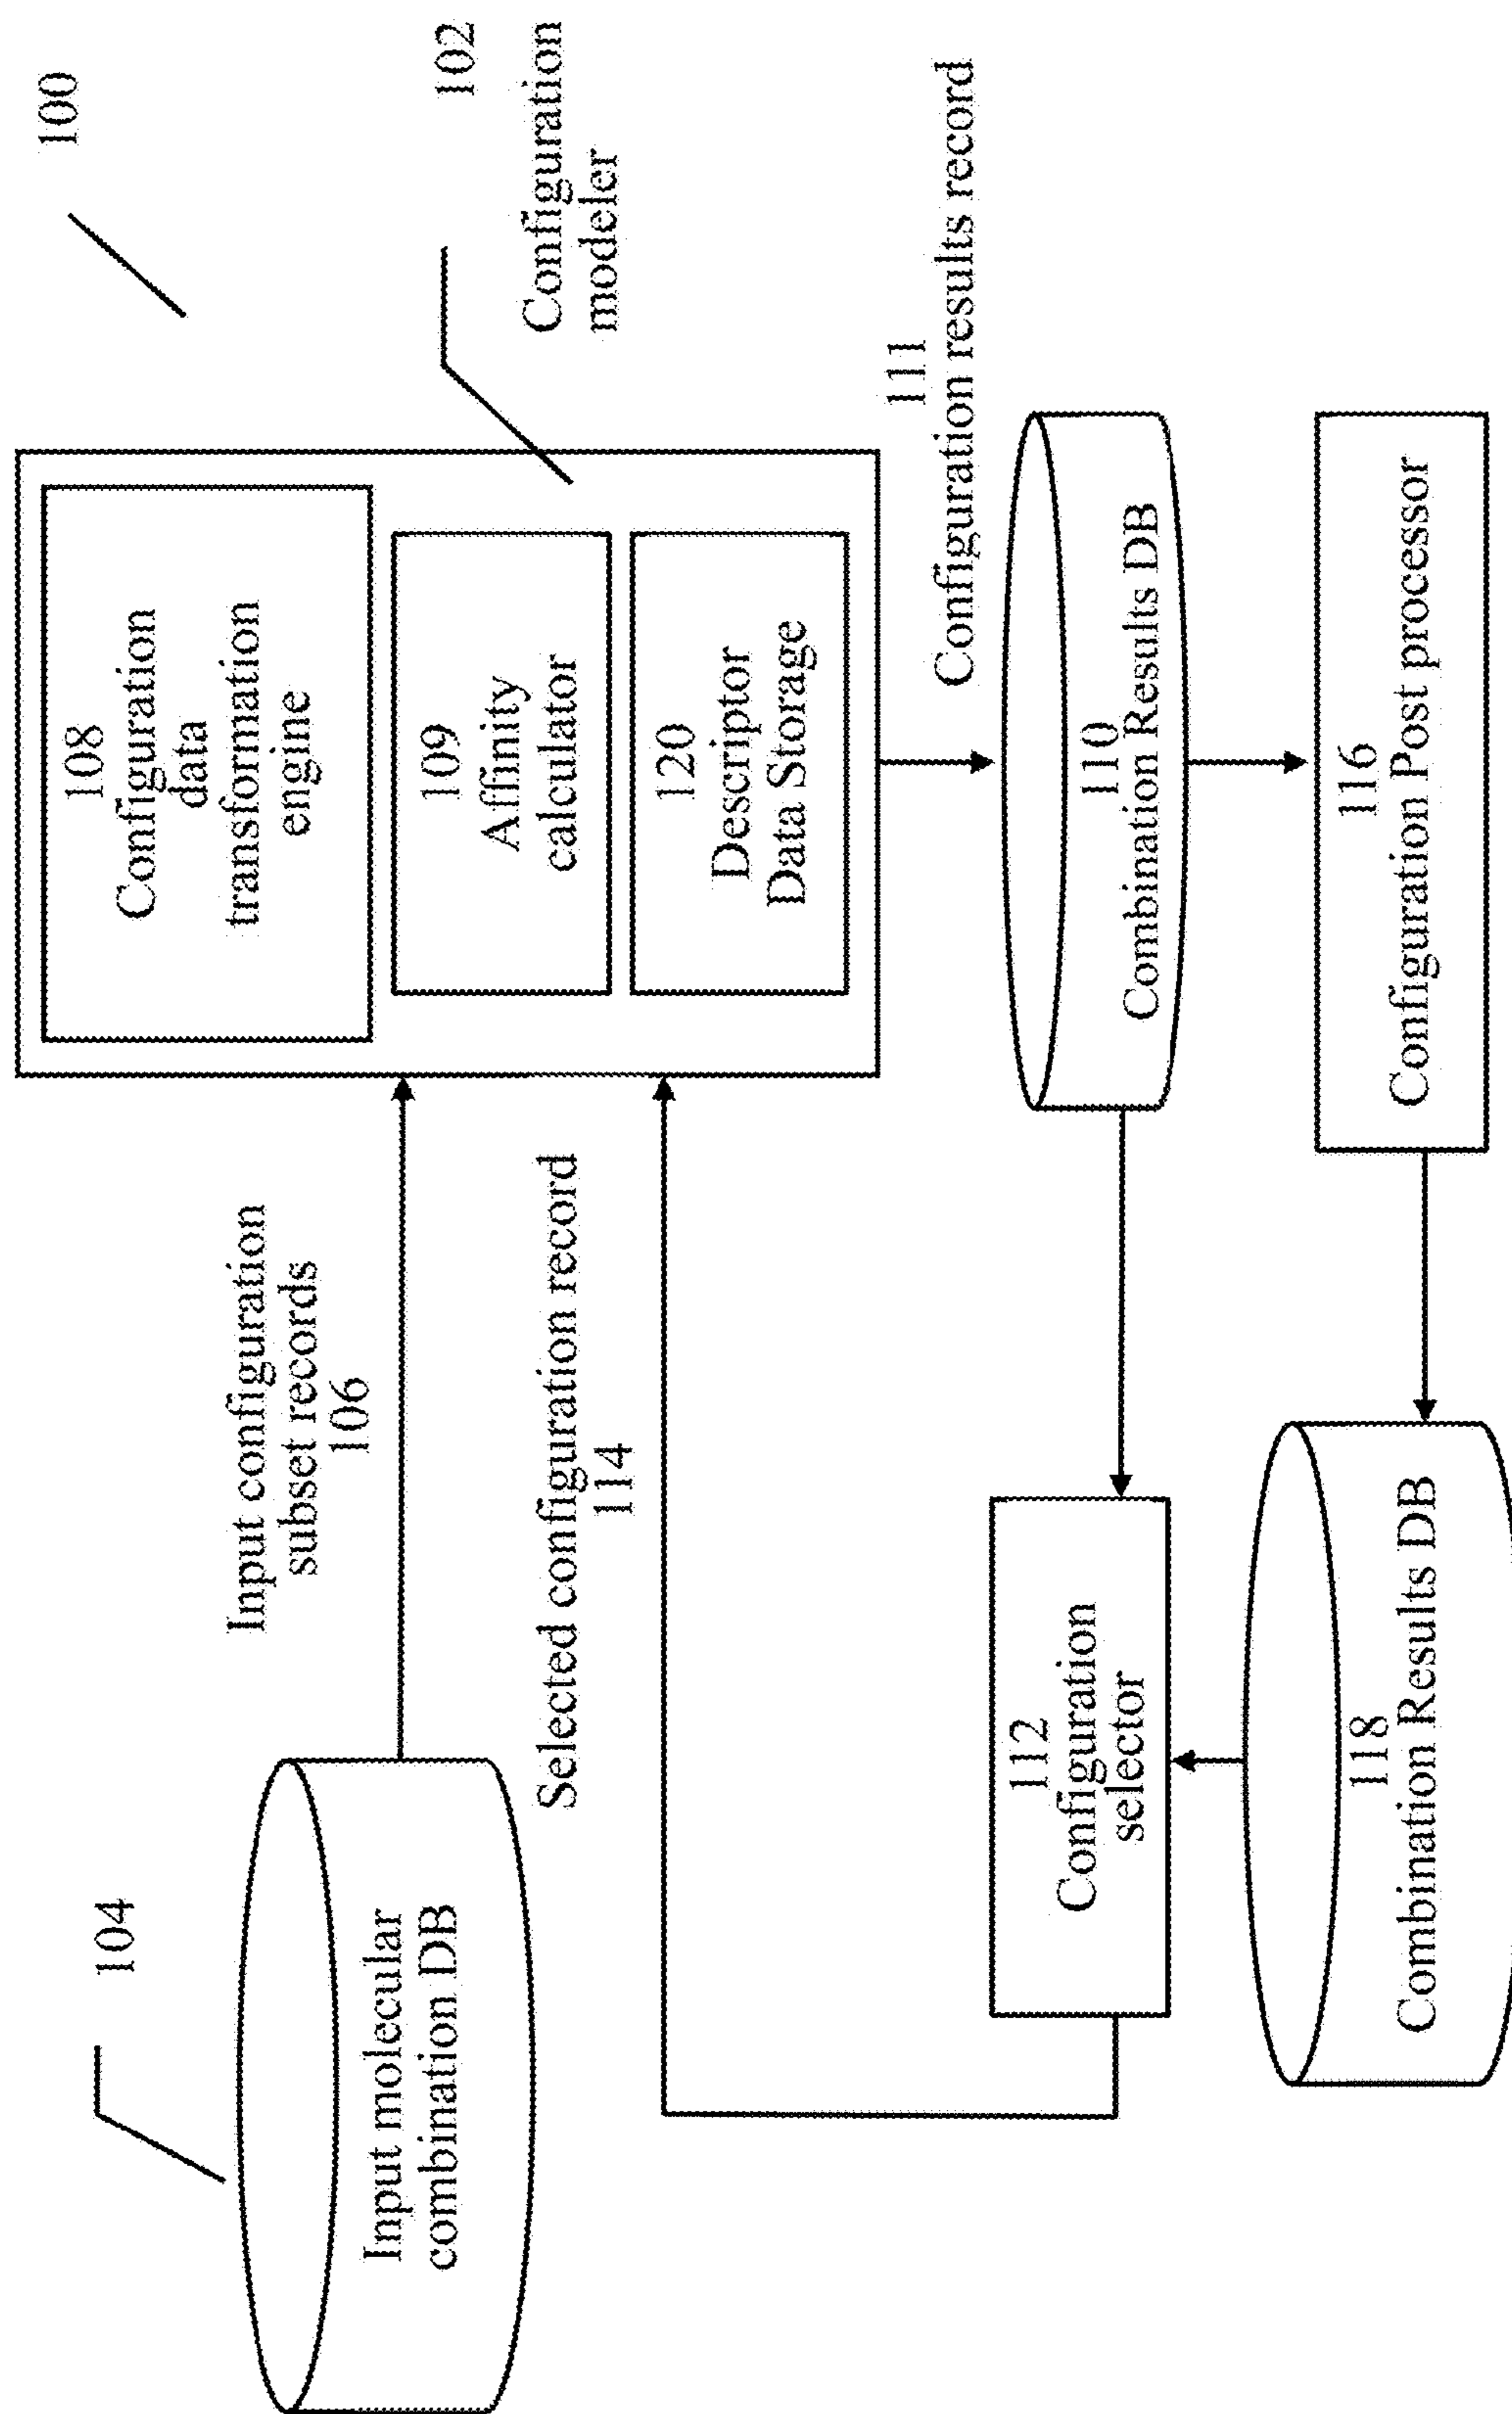 100
104
Input molecular
combination DB
Input configuration
subset records
106
108
Configuration
data
transformation
engine
109
Affinity
calculator
120
Descriptor
Data Storage
102
Configuration
modeler
Selected configuration record
114
111
Configuration results record
112
Configuration
selector
110
Combination Results DB
118
Combination Results DB
116
Configuration Post processor